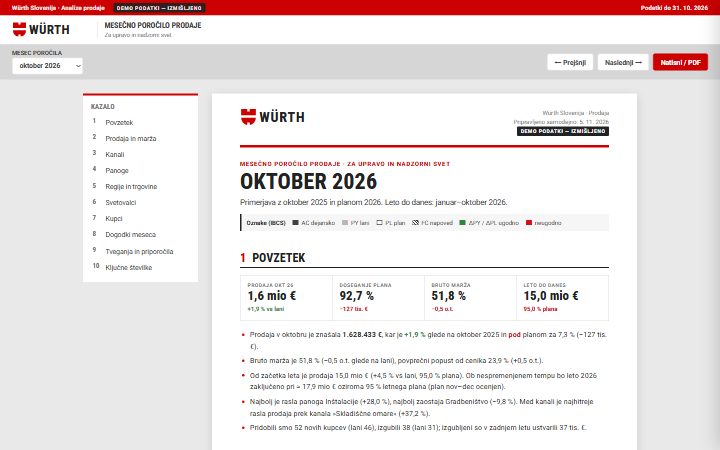 Würth Slovenija · Analize prodaje
DEMO PODATKI — IZMIŠLJENO
Podatki do 31. 10. 2026
WÜRTH
MESEČNO POROČILO PRODAJE
Za upravo in nadzorni svet
MESEC POROČILA
oktober 2026
← Prejšnji
Naslednji →
Natisni / PDF
KAZALO
1 Povzetek
2 Prodaja in marža
3 Kanali
4 Panoge
5 Regije in trgovine
6 Svetovalci
7 Kupci
8 Dogodki meseca
9 Tveganja in priporočila
10 Ključne številke
WÜRTH
Würth Slovenija · Prodaja
Pripravljeno samodejno: 5. 11. 2026
DEMO PODATKI — IZMIŠLJENO
MESEČNO POROČILO PRODAJE · ZA UPRAVO IN NADZORNI SVET
OKTOBER 2026
Primerjava z oktober 2025 in planom 2026. Leto do danes: januar–oktober 2026.
Oznake (IBCS) AC dejansko PY lani PL plan FC napoved ΔPY / ΔPL ugodno neugodno
1 POVZETEK
PRODAJA OKT 26
1,6 mio €
+1,9 % vs lani
DOSEGANJE PLANA
92,7 %
−127 tis. €
BRUTO MARŽA
51,8 %
−0,5 o.t.
LETO DO DANES
15,0 mio €
95,0 % plana
• Prodaja v oktobru je znašala 1.628.433 €, kar je +1,9 % glede na oktober 2025 in pod planom za 7,3 % (−127 tis.
€).
• Bruto marža je 51,8 % (−0,5 o.t. glede na lani), povprečni popust od cenika 23,9 % (+0,5 o.t.).
• Od začetka leta je prodaja 15,0 mio € (+4,5 % vs lani, 95,0 % plana). Ob nespremenjenem tempu bo leto 2026
zaključeno pri ≈ 17,9 mio € oziroma 95 % letnega plana (plan nov–dec ocenjen).
• Najbolj je rasla panoga Inštalacije (+28,0 %), najbolj zaostaja Gradbeništvo (−9,8 %). Med kanali je najhitreje
rasla prodaja prek kanala »Skladiščne omare« (+37,2 %).
• Pridobili smo 52 novih kupcev (lani 46), izgubili 38 (lani 31); izgubljeni so v zadnjem letu ustvarili 37 tis. €.